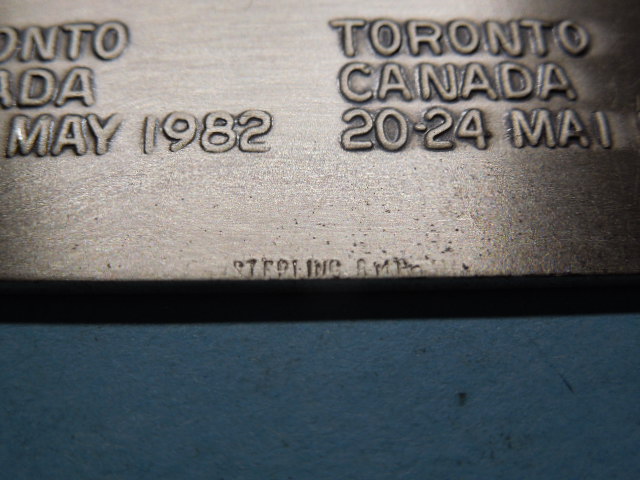 ONTO
ADA
MAY 1982
TORONTO
CANADA
20-24 MAI
STERLING